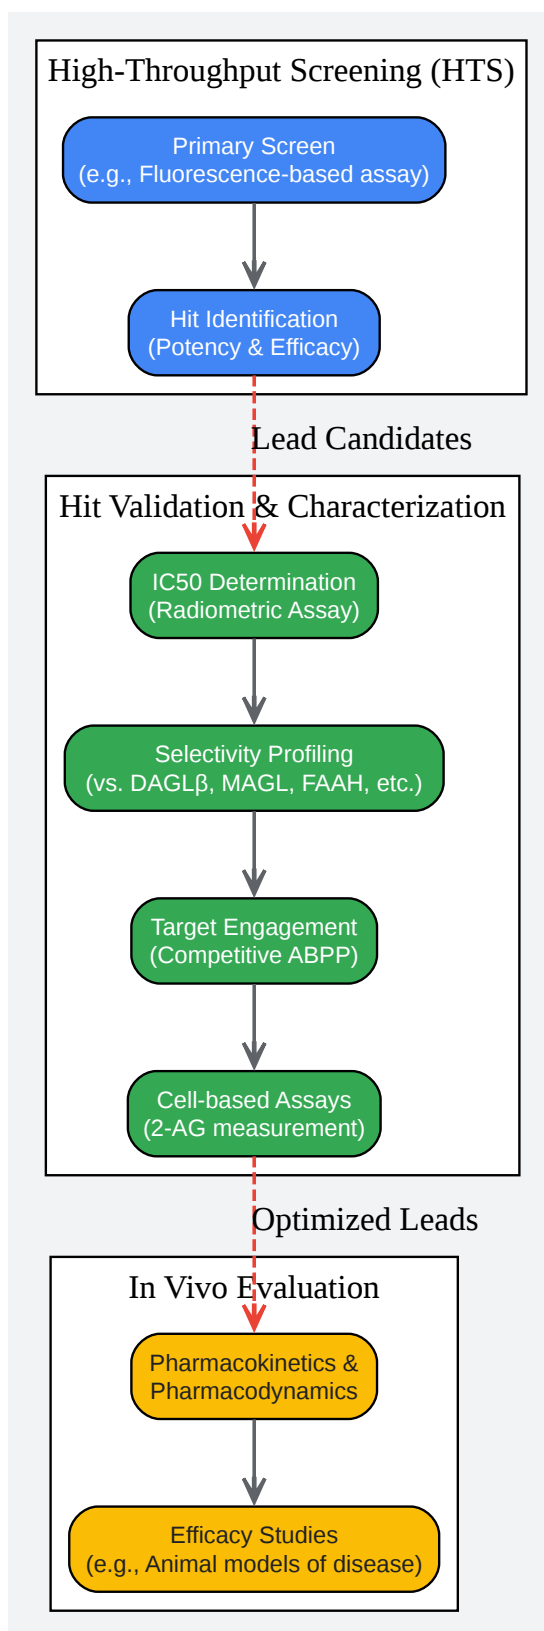 High-Throughput Screening (HTS)
Primary Screen
(e.g., Fluorescence-based assay)
Hit Identification
(Potency & Efficacy)
Lead Candidates
Hit Validation & Characterization
IC50 Determination
(Radiometric Assay)
Selectivity Profiling
(vs. DAGLβ, MAGL, FAAH, etc.)
Target Engagement
(Competitive ABPP)
Cell-based Assays
(2-AG measurement)
Optimized Leads
In Vivo Evaluation
Pharmacokinetics &
Pharmacodynamics
Efficacy Studies
(e.g., Animal models of disease)